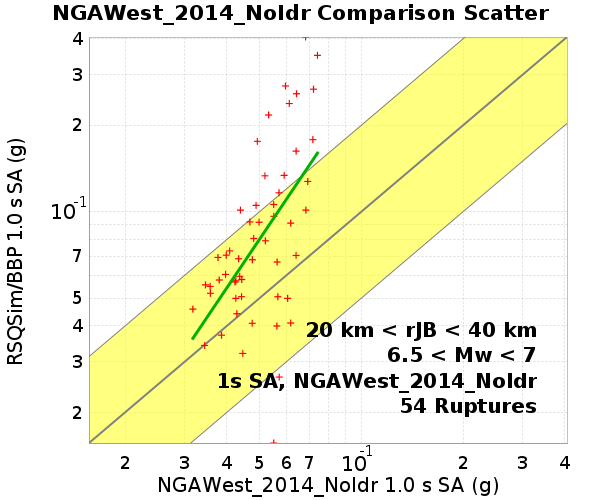 NGAWest_2014_NoIdr Comparison Scatter
4
3
2
10-1
7
6
5
4
3
2
RSQSim/BBP 1.0 s SA (g)
20 km < rJB < 40 km
6.5 < Mw < 7
1s SA, NGAWest_2014_NoIdr
54 Ruptures
2 3 4 5 6 7 10-1 2 3 4
NGAWest_2014_NoIdr 1.0 s SA (g)